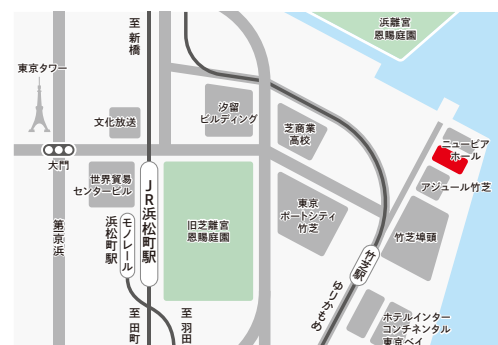 浜離宮
恩賜庭園
至新橋
東京タワー
汐留
ビルディング
文化放送
芝商業
高校
ニューピア
ホール
大門
世界貿易
センタービル
アジュール竹芝
JR浜松町駅
東京
ポートシティ
竹芝
旧芝離宮
恩賜庭園
モノレール
浜松町駅
第一京浜
竹芝埠頭
竹芝駅
ゆりかもめ
至田町
至羽田
ホテルインター
コンチネンタル
東京ベイ